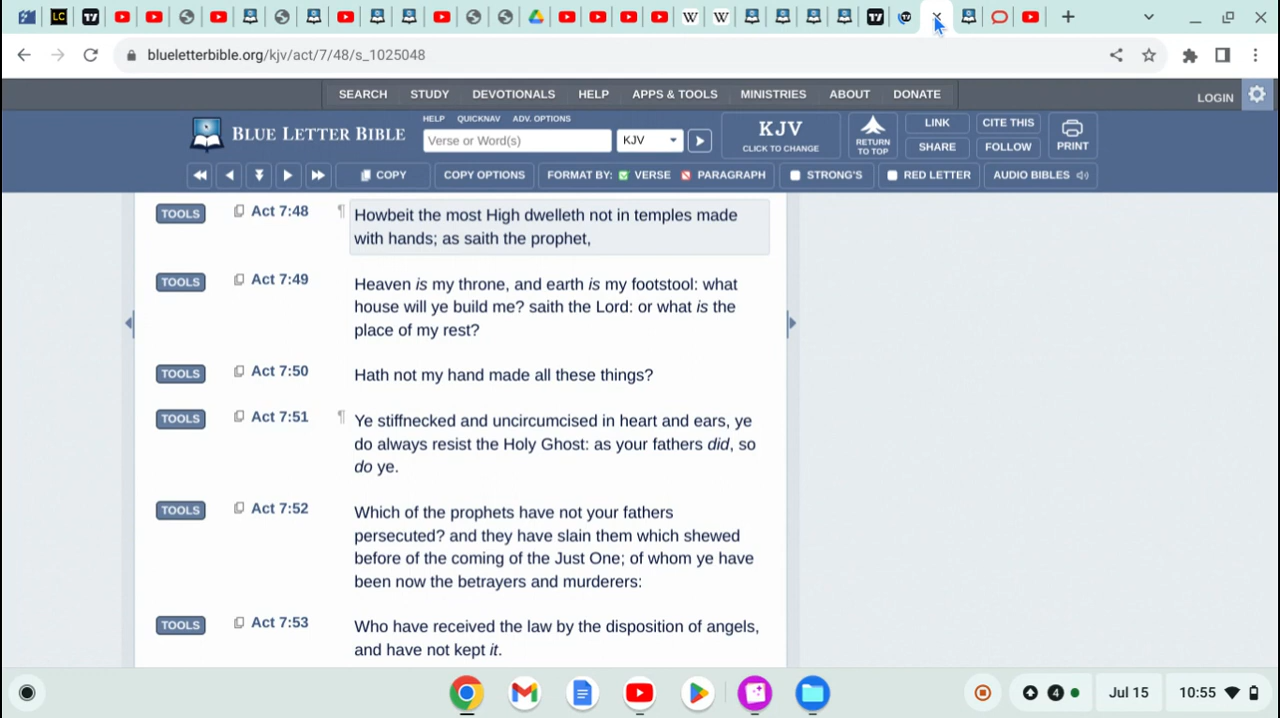 blueletterbible.org/kjv/act/7/48/s_1025048
SEARCH STUDY DEVOTIONALS HELP APPS & TOOLS MINISTRIES ABOUT DONATE LOGIN
HELP QUICKNAV ADV. OPTIONS
BLUE LETTER BIBLE
Verse or Word(s)
KJV
KJV
CLICK TO CHANGE
RETURN
TO TOP
LINK CITE THIS
SHARE FOLLOW
PRINT
COPY COPY OPTIONS FORMAT BY: VERSE PARAGRAPH STRONG'S RED LETTER AUDIO BIBLES
TOOLS Act 7:48 ¶ Howbeit the most High dwelleth not in temples made
with hands; as saith the prophet,
TOOLS Act 7:49 Heaven is my throne, and earth is my footstool: what
house will ye build me? saith the Lord: or what is the
place of my rest?
TOOLS Act 7:50 Hath not my hand made all these things?
TOOLS Act 7:51 ¶ Ye stiffnecked and uncircumcised in heart and ears, ye
do always resist the Holy Ghost: as your fathers did, so
do ye.
TOOLS Act 7:52 Which of the prophets have not your fathers
persecuted? and they have slain them which shewed
before of the coming of the Just One; of whom ye have
been now the betrayers and murderers:
TOOLS Act 7:53 Who have received the law by the disposition of angels,
and have not kept it.
4 Jul 15 10:55